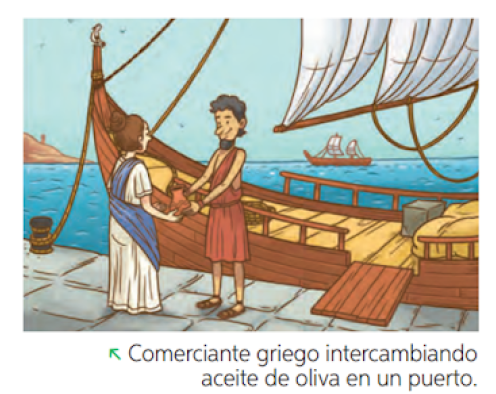 ↖ Comerciante griego intercambiando
aceite de oliva en un puerto.